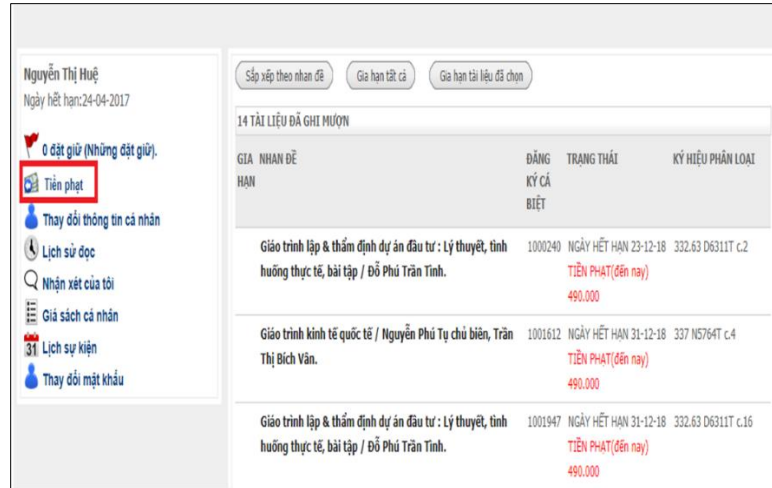 Nguyễn Thị Huệ
Ngày hết hạn:24-04-2017
0 đặt giữ (Những đặt giữ).
Tiền phạt
Thay đổi thông tin cá nhân
Lịch sử đọc
Nhận xét của tôi
Giá sách cá nhân
31 Lịch sự kiện
Thay đổi mật khẩu
Sắp xếp theo nhan đề Gia hạn tất cả Gia hạn tài liệu đã chọn
14 TÀI LIỆU ĐÃ GHI MƯỢN
GIA NHAN ĐỀ ĐĂNG TRẠNG THÁI KÝ HIỆU PHÂN LOẠI
HẠN KÝ CÁ
BIỆT
Giáo trình lập & thẩm định dự án đầu tư : Lý thuyết, tình 1000240 NGÀY HẾT HẠN 23-12-18 332.63 D6311T c.2
huống thực tế, bài tập / Đỗ Phú Trần Tình. TIỀN PHẠT(đến nay)
490.000
Giáo trình kinh tế quốc tế / Nguyễn Phú Tụ chủ biên, Trần 1001612 NGÀY HẾT HẠN 31-12-18 337 N5764T c.4
Thị Bích Vân. TIỀN PHẠT(đến nay)
490.000
Giáo trình lập & thẩm định dự án đầu tư : Lý thuyết, tình 1001947 NGÀY HẾT HẠN 31-12-18 332.63 D6311T c.16
huống thực tế, bài tập / Đỗ Phú Trần Tình. TIỀN PHẠT(đến nay)
490.000